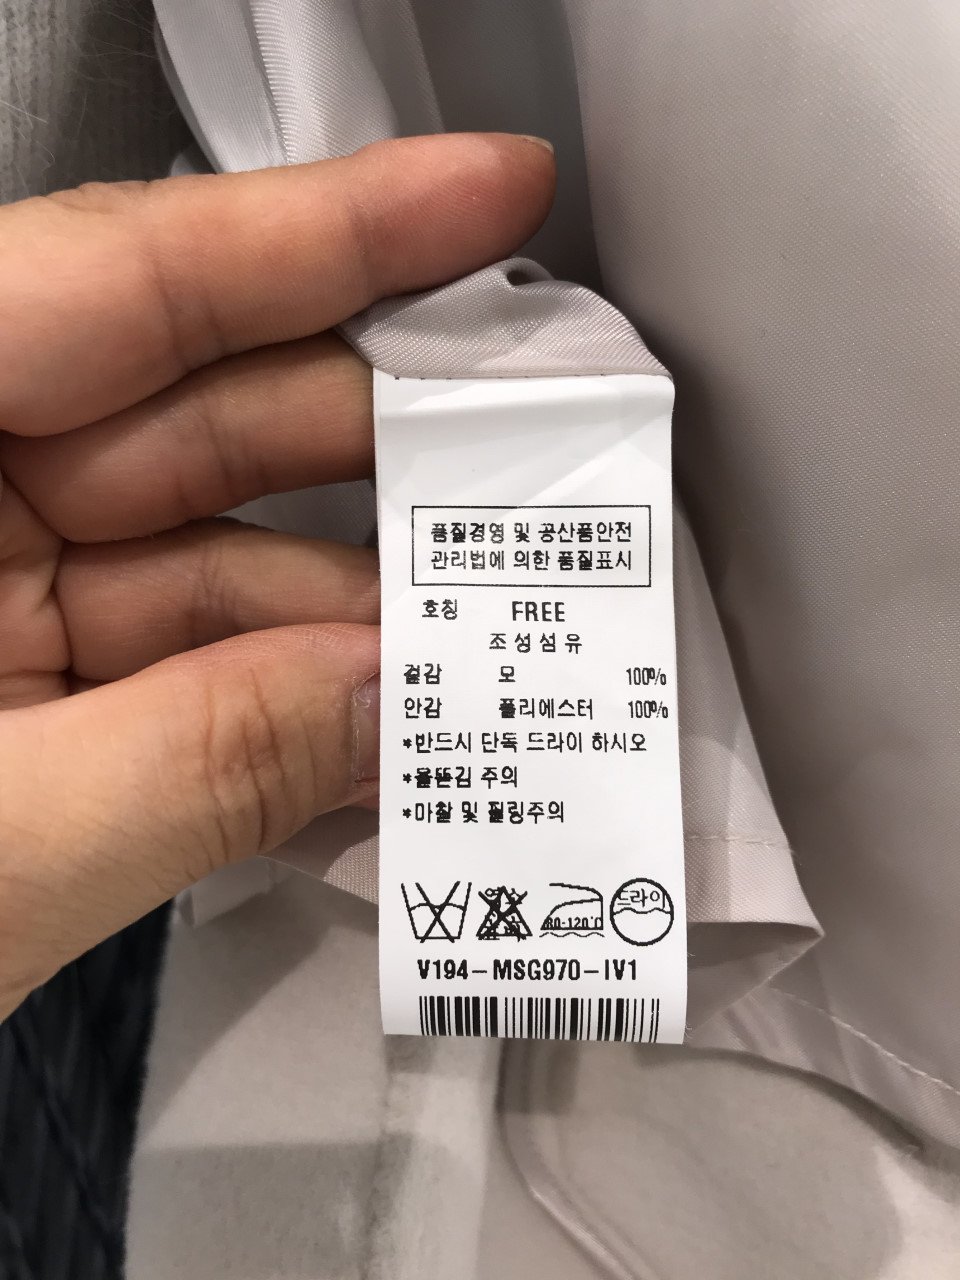 품질경영 및 공산품안전
관리법에 의한 품질표시
호칭 FREE
조성섬유
겉감 모 100%
안감 폴리에스터 100%
*반드시 단독 드라이 하시오
*올뜯김 주의
*마찰 및 필링주의
80-120℃ 드라이
V194-MSG970-IV1